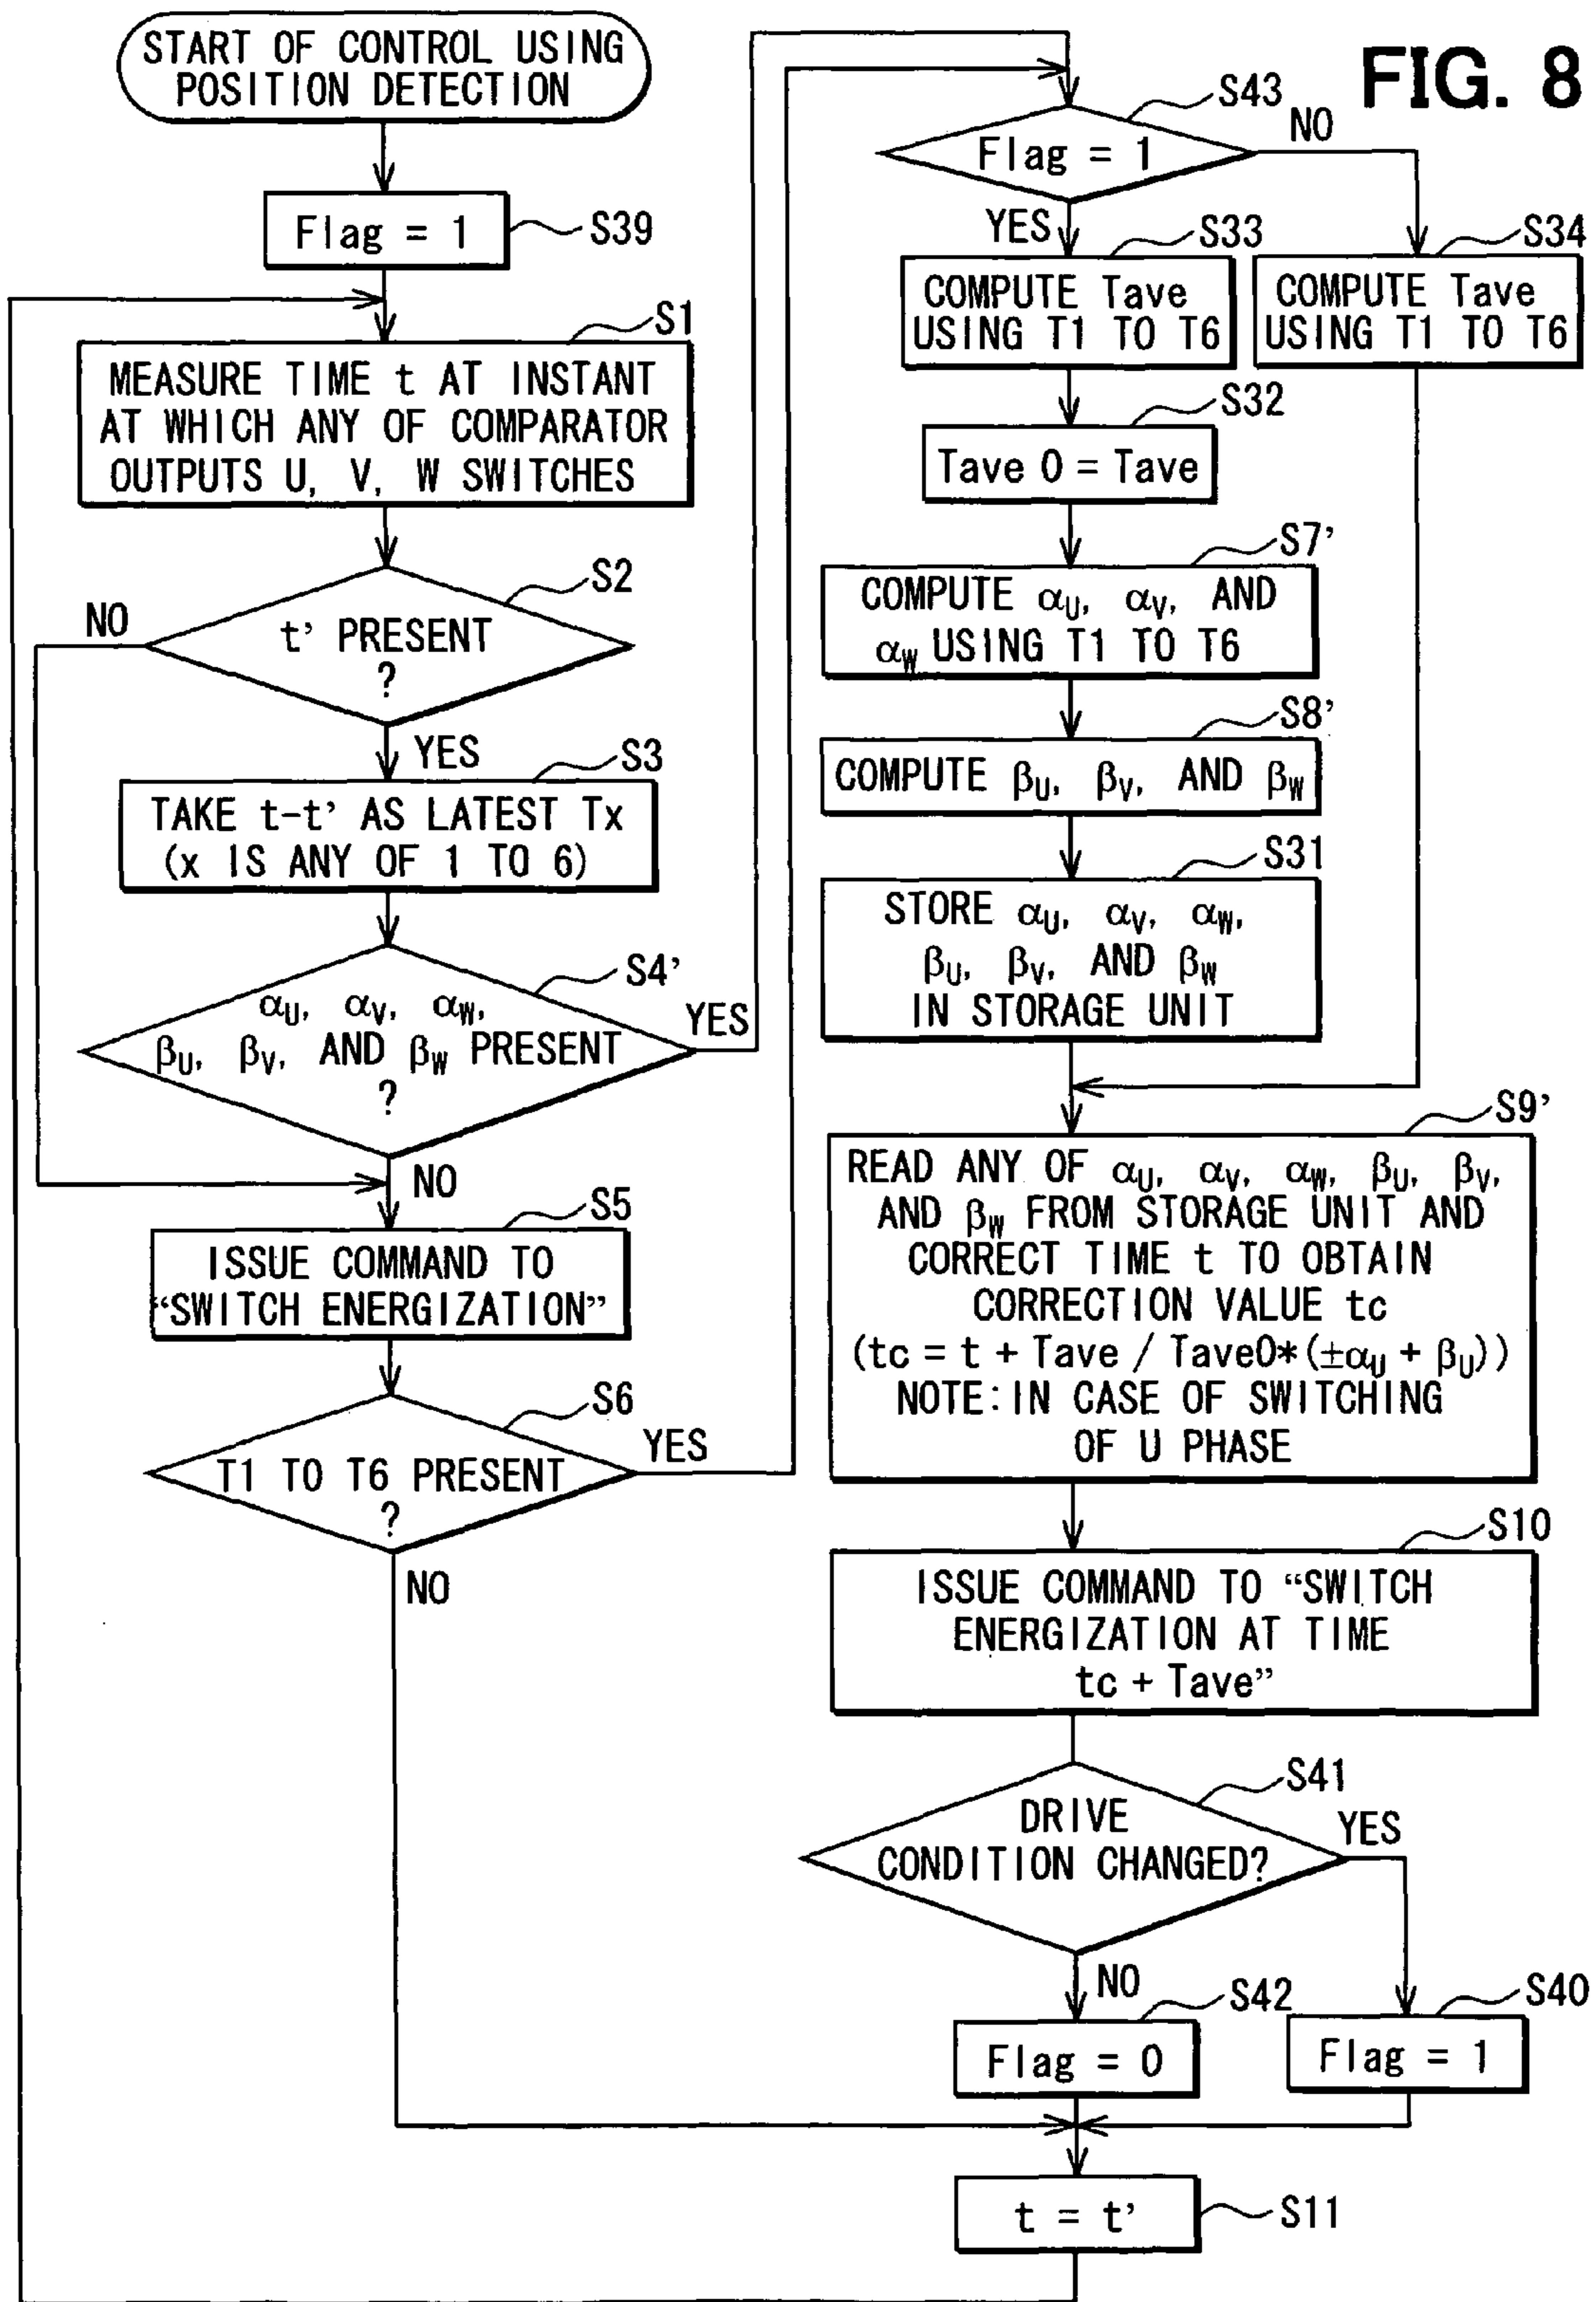 FIG. 8
START OF CONTROL USING
POSITION DETECTION
Flag = 1
S39
S1
MEASURE TIME t AT INSTANT
AT WHICH ANY OF COMPARATOR
OUTPUTS U, V, W SWITCHES
S2
NO
t' PRESENT
?
YES
S3
TAKE t-t' AS LATEST Tx
(x IS ANY OF 1 TO 6)
S4'
αU, αV, αW,
βU, βV, AND βW PRESENT
?
YES
NO
S5
ISSUE COMMAND TO
“SWITCH ENERGIZATION”
S6
YES
T1 TO T6 PRESENT
?
NO
S43
Flag = 1
NO
YES
S33
COMPUTE Tave
USING T1 TO T6
S34
COMPUTE Tave
USING T1 TO T6
S32
Tave 0 = Tave
S7'
COMPUTE αU, αV, AND
αW USING T1 TO T6
S8'
COMPUTE βU, βV, AND βW
S31
STORE αU, αV, αW,
βU, βV, AND βW
IN STORAGE UNIT
S9'
READ ANY OF αU, αV, αW, βU, βV,
AND βW FROM STORAGE UNIT AND
CORRECT TIME t TO OBTAIN
CORRECTION VALUE tc
(tc = t + Tave / Tave0*(±αU + βU))
NOTE:IN CASE OF SWITCHING
OF U PHASE
S10
ISSUE COMMAND TO “SWITCH
ENERGIZATION AT TIME
tc + Tave”
S41
DRIVE
CONDITION CHANGED?
YES
NO
S42
Flag = 0
S40
Flag = 1
t = t'
S11